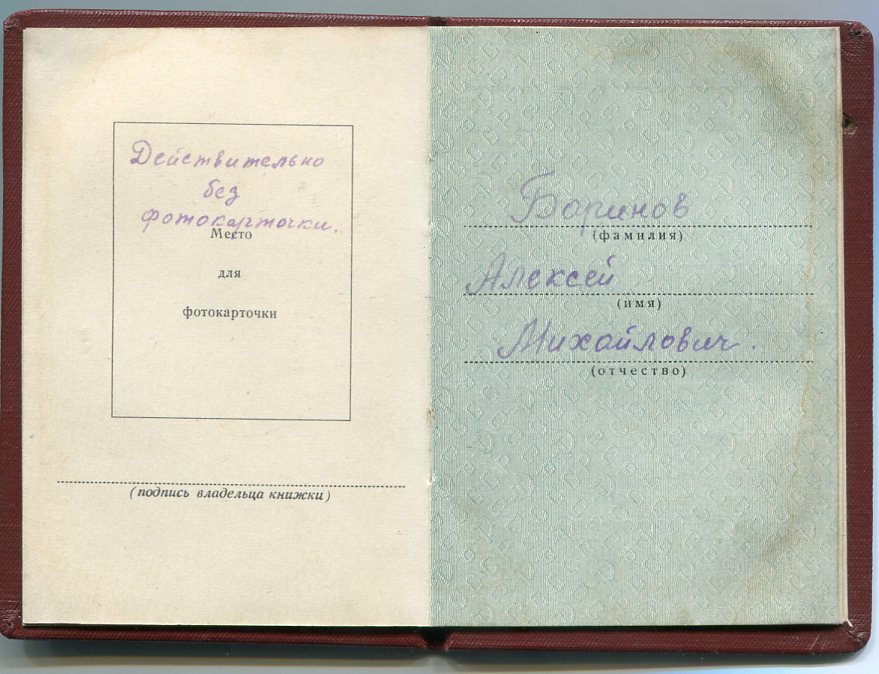 Действительно
без
фотокарточки.
Место
для
фотокарточки
(подпись владельца книжки)
Баринов
(фамилия)
Алексей
(имя)
Михайлович.
(отчество)